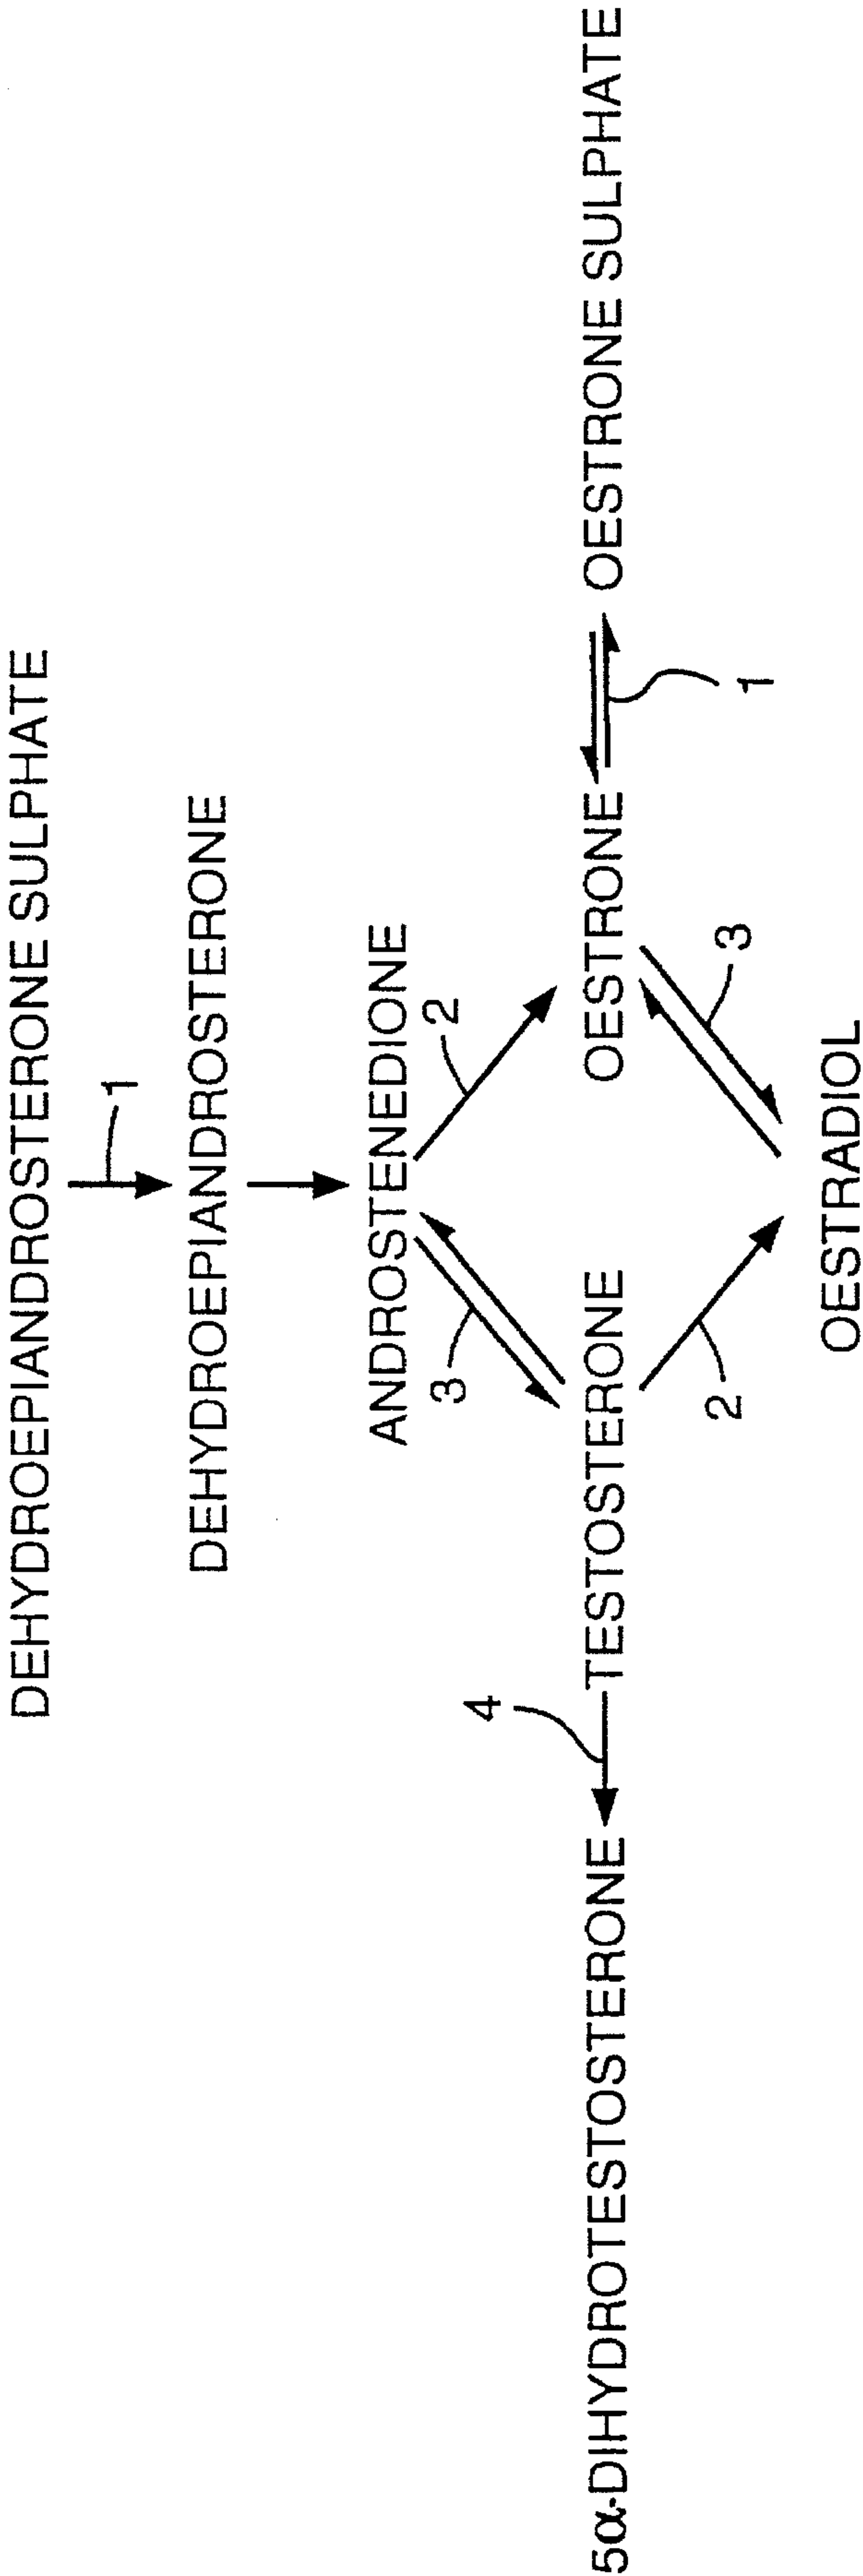 DEHYDROEPIANDROSTERONE SULPHATE
1
DEHYDROEPIANDROSTERONE
ANDROSTENEDIONE
3
2
5α-DIHYDROTESTOSTERONE
4
TESTOSTERONE
OESTRONE
1
OESTRONE SULPHATE
2
3
OESTRADIOL